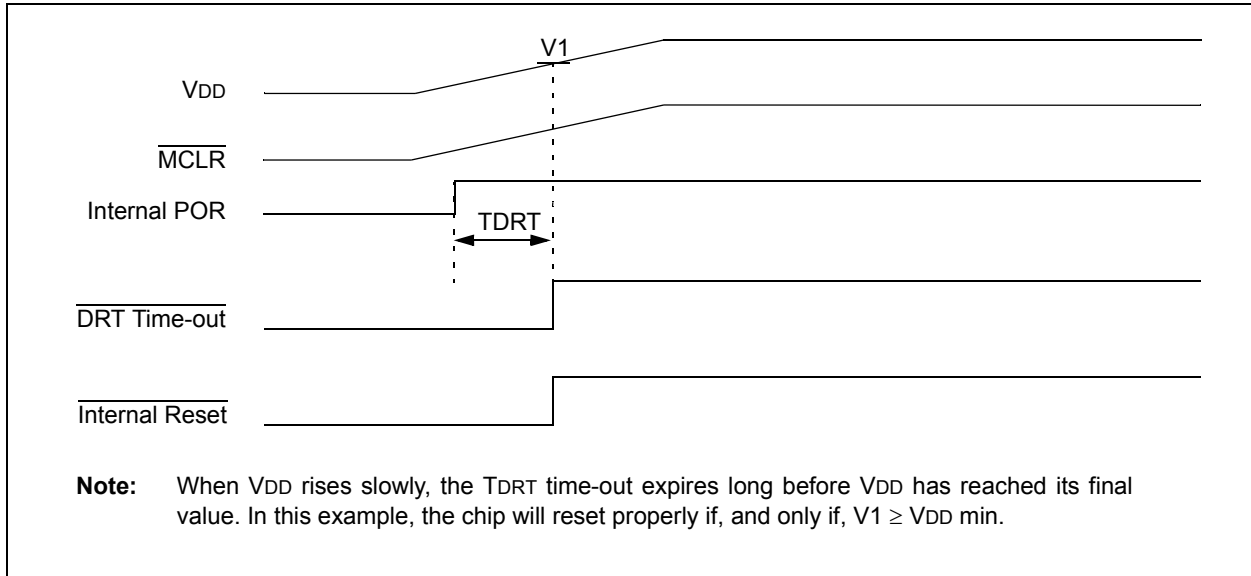 V1
VDD
MCLR
Internal POR
TDRT
DRT Time-out
Internal Reset
Note: When VDD rises slowly, the TDRT time-out expires long before VDD has reached its final
value. In this example, the chip will reset properly if, and only if, V1 ≥ VDD min.